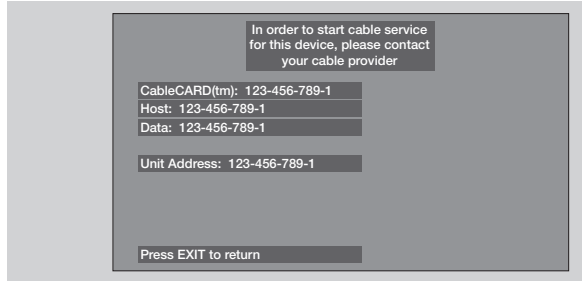 In order to start cable service
for this device, please contact
your cable provider
CableCARD(tm): 123-456-789-1
Host: 123-456-789-1
Data: 123-456-789-1
Unit Address: 123-456-789-1
Press EXIT to return